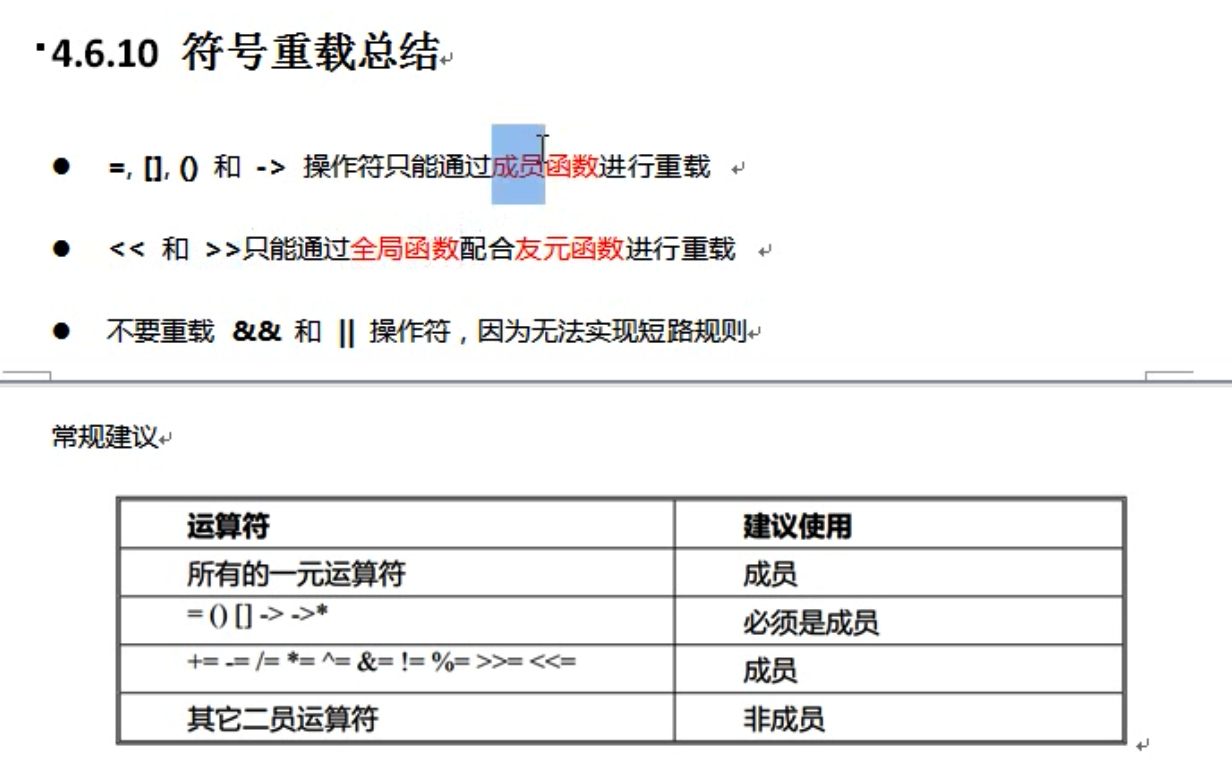 4.6.10 符号重载总结
● =, [], () 和 -> 操作符只能通过成员函数进行重载
● << 和 >>只能通过全局函数配合友元函数进行重载
● 不要重载 && 和 || 操作符，因为无法实现短路规则
常规建议
运算符 建议使用
所有的一元运算符 成员
= () [] -> ->* 必须是成员
+= -= /= *= ^= &= != %= >>= <<= 成员
其它二员运算符 非成员